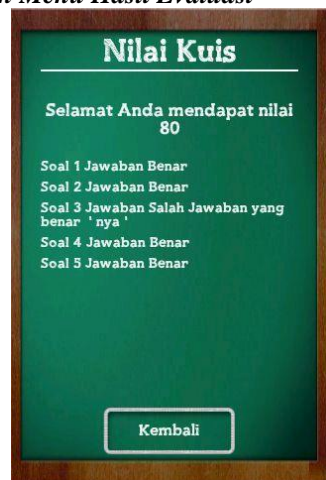 Menu Hasil Evaluasi
Nilai Kuis
Selamat Anda mendapat nilai
80
Soal 1 Jawaban Benar
Soal 2 Jawaban Benar
Soal 3 Jawaban Salah Jawaban yang
benar ' nya '
Soal 4 Jawaban Benar
Soal 5 Jawaban Benar
Kembali